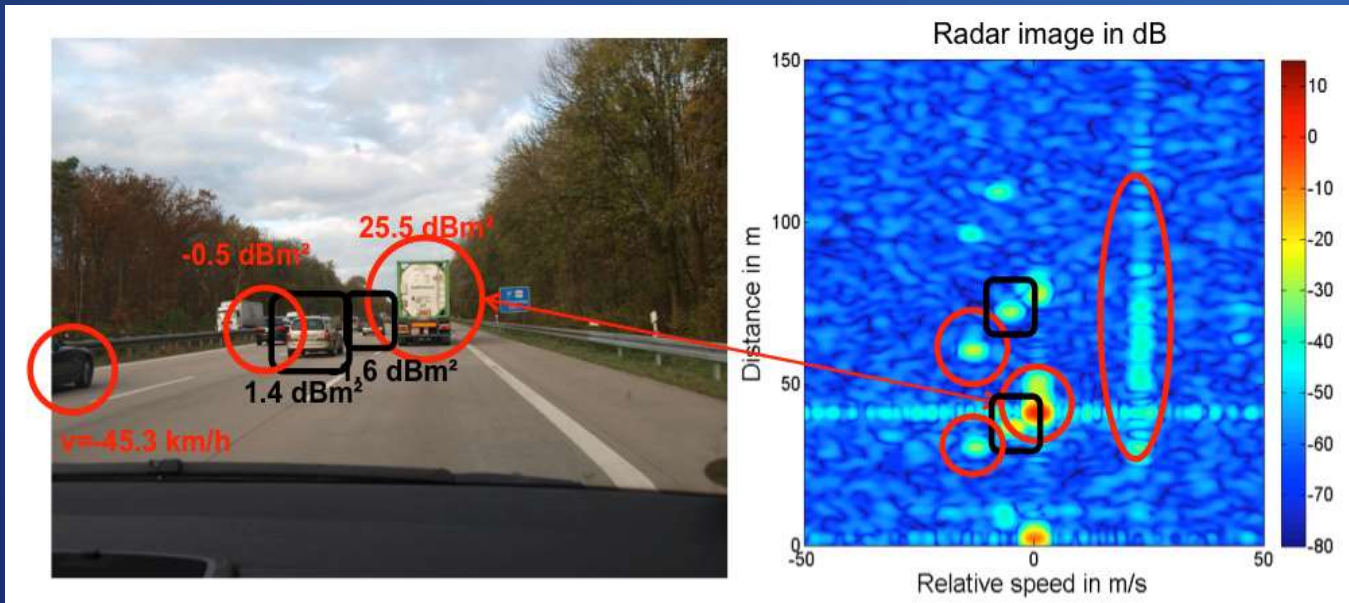 Radar image in dB
25.5 dBm²
-0.5 dBm²
1.4 dBm²
,6 dBm²
v=-45.3 km/h
150
100
50
0
Distance in m
-50
0
50
Relative speed in m/s
10
0
-10
-20
-30
-40
-50
-60
-70
-80